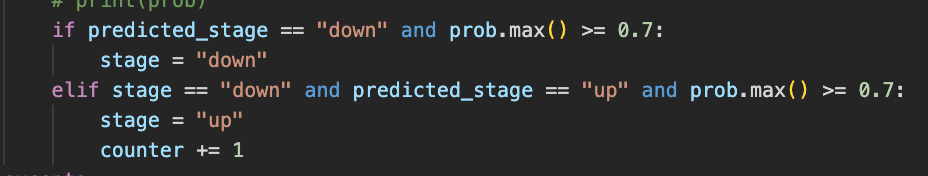 # print(prob)
if predicted_stage == "down" and prob.max() >= 0.7:
stage = "down"
elif stage == "down" and predicted_stage == "up" and prob.max() >= 0.7:
stage = "up"
counter += 1